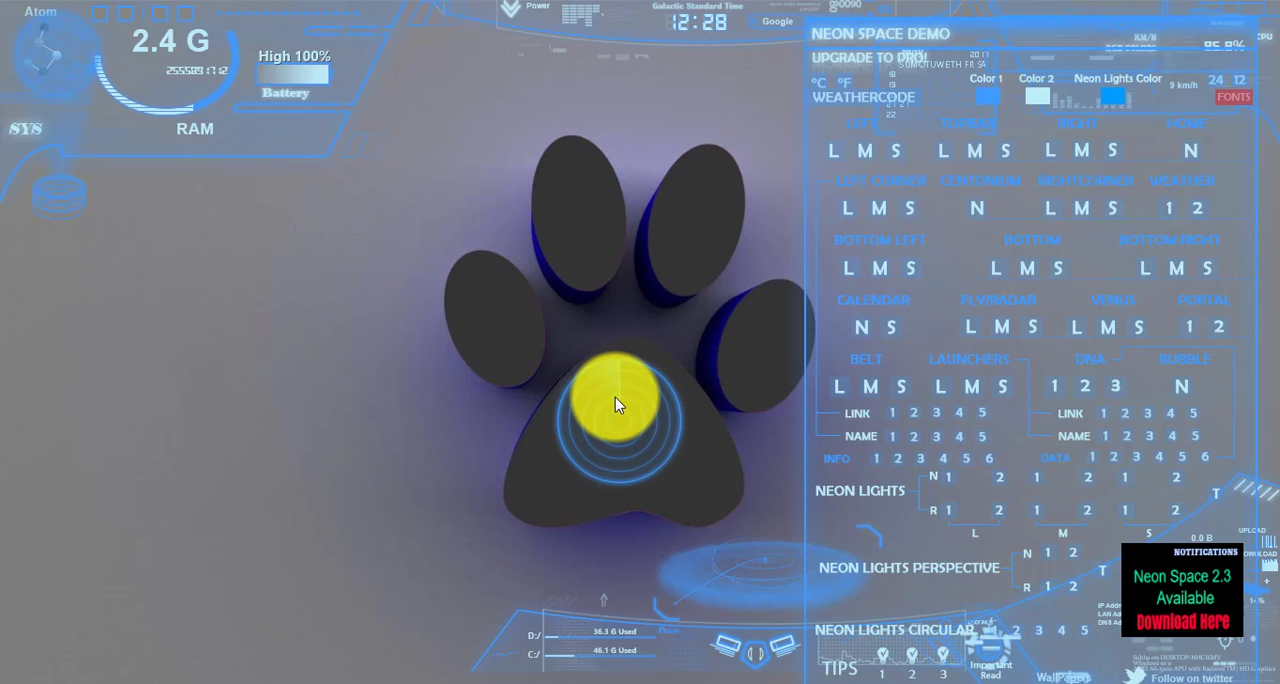 Atom
2.4 G
High 100%
Battery
RAM
SYS
Power
Galactic Standard Time
12:28
Google
NEON SPACE DEMO
UPGRADE TO PRO!
°C °F
WEATHERCODE
Color 1
Color 2
Neon Lights Color
9 km/h
24 12
FONTS
KM/H
CPU
LEFT TOPBAR RIGHT HOME
L M S L M S L M S N
LEFT CORNER CENTONIUM RIGHTCORNER WEATHER
L M S N L M S 1 2
BOTTOM LEFT BOTTOM BOTTOM RIGHT
L M S L M S L M S
CALENDAR FLY/RADAR VENUS PORTAL
N S L M S L M S 1 2
BELT LAUNCHERS DNA BUBBLE
L M S L M S 1 2 3 N
LINK 1 2 3 4 5 LINK 1 2 3 4 5
NAME 1 2 3 4 5 NAME 1 2 3 4 5
INFO 1 2 3 4 5 6 DATA 1 2 3 4 5 6
N 1 2 1 2 1 2
NEON LIGHTS T
R 1 2 1 2 1 2
L M S
UPLOAD
0.0 B
N 1 2
NEON LIGHTS PERSPECTIVE T
R 1 2
NOTIFICATIONS
Neon Space 2.3
Available
Download Here
NEON LIGHTS CIRCULAR 1 2 3 4 5
D:/ 36.3 G Used
C:/ 46.1 G Used
TIPS 1 2 3
Important
Read
WallPapers
Follow on twitter